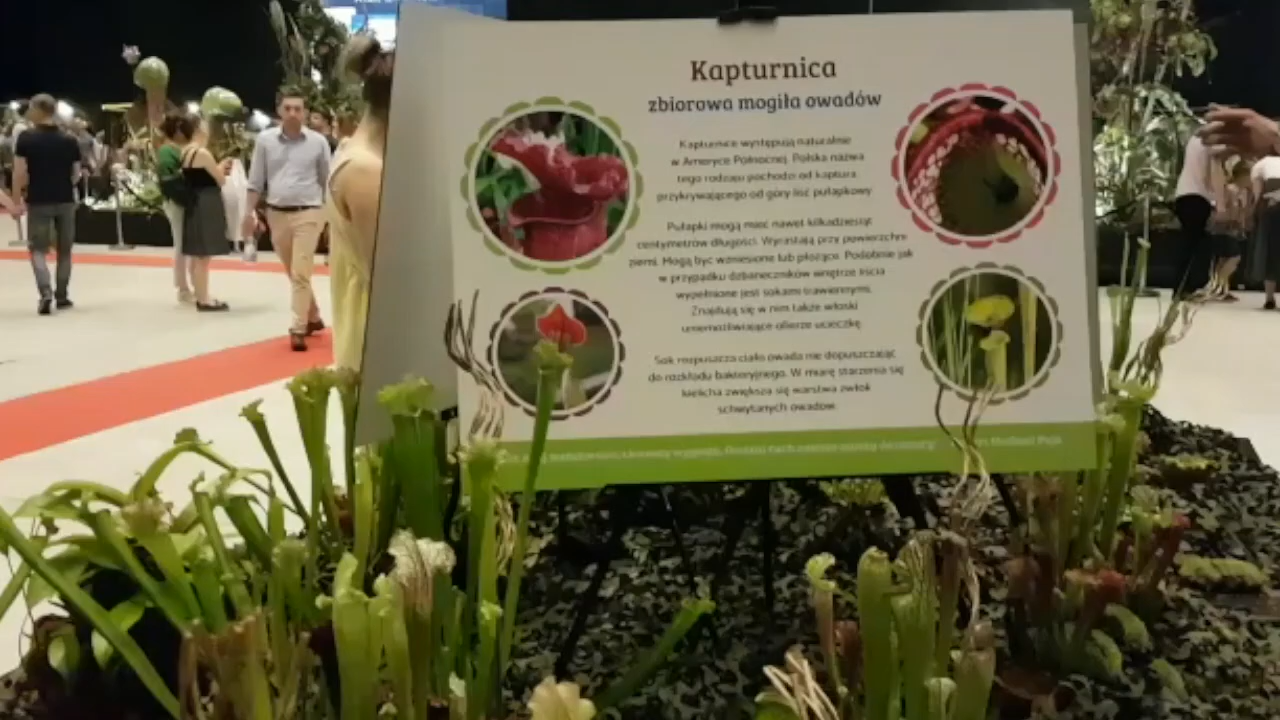 Kapturnica
zbiorowa mogiła owadów
Kapturnice występują naturalnie
w Ameryce Północnej. Polska nazwa
tego rodzaju pochodzi od kaptura
przykrywającego od góry liść pułapkowy
Pułapki mogą mieć nawet kilkadziesiąt
centymetrów długości. Wyrastają przy powierzchni
ziemi. Mogą być wzniesione lub płożące. Podobnie jak
w przypadku dzbaneczników wnętrze liścia
wypełnione jest sokami trawiennymi.
Znajdują się w nim także włoski
uniemożliwiające ofierze ucieczkę
Sok rozpuszcza ciało owada nie dopuszczając
do rozkładu bakteryjnego. W miarę starzenia się
kielicha zwiększa się warstwa zwłok
schwytanych owadów